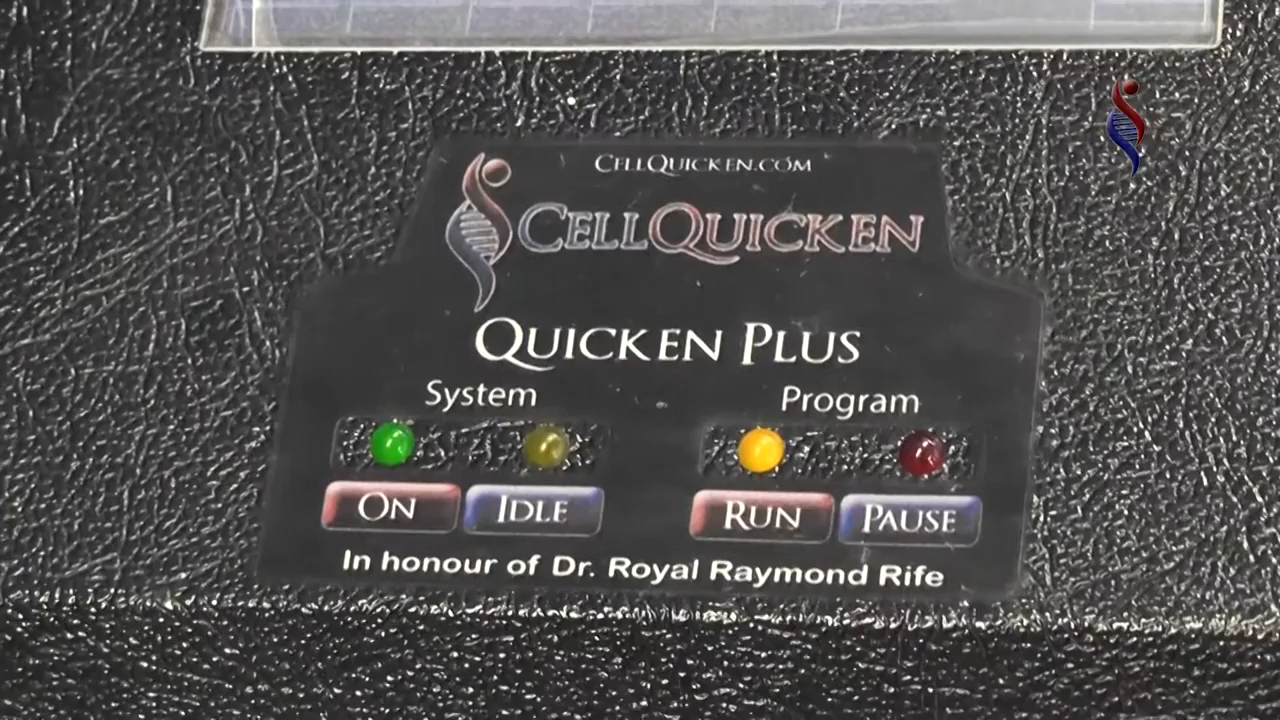 CELLQUICKEN.COM
CELLQUICKEN
QUICKEN PLUS
System Program
ON IDLE RUN PAUSE
In honour of Dr. Royal Raymond Rife